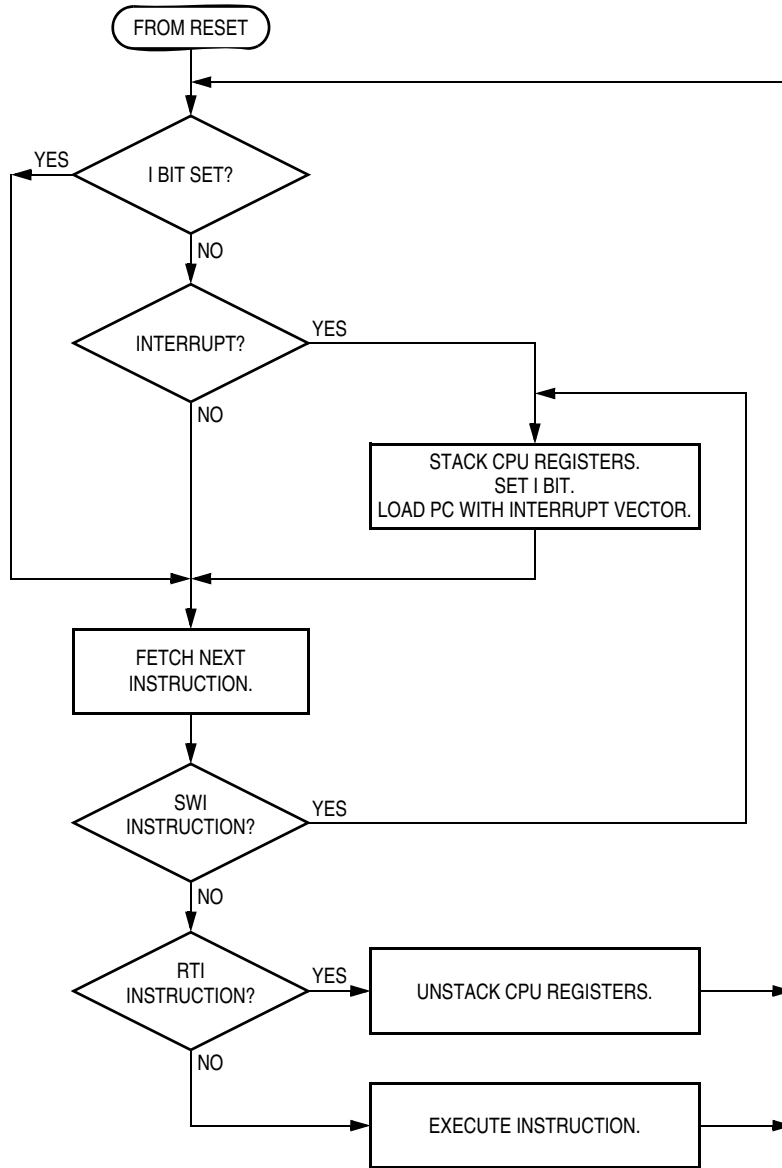 FROM RESET
YES
I BIT SET?
NO
INTERRUPT?
YES
NO
STACK CPU REGISTERS.
SET I BIT.
LOAD PC WITH INTERRUPT VECTOR.
FETCH NEXT
INSTRUCTION.
SWI
INSTRUCTION?
YES
NO
RTI
INSTRUCTION?
YES
UNSTACK CPU REGISTERS.
NO
EXECUTE INSTRUCTION.